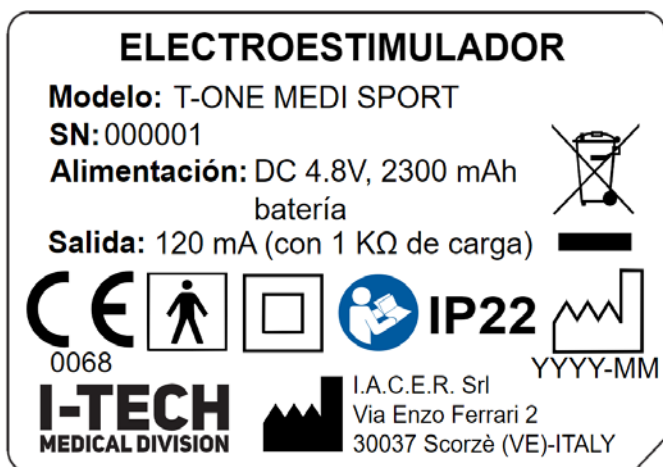 ELECTROESTIMULADOR
Modelo: T-ONE MEDI SPORT
SN: 000001
Alimentación: DC 4.8V, 2300 mAh
batería
Salida: 120 mA (con 1 KΩ de carga)
CE
0068
IP22
YYYY-MM
I-TECH
MEDICAL DIVISION
I.A.C.E.R. Srl
Via Enzo Ferrari 2
30037 Scorzè (VE)-ITALY